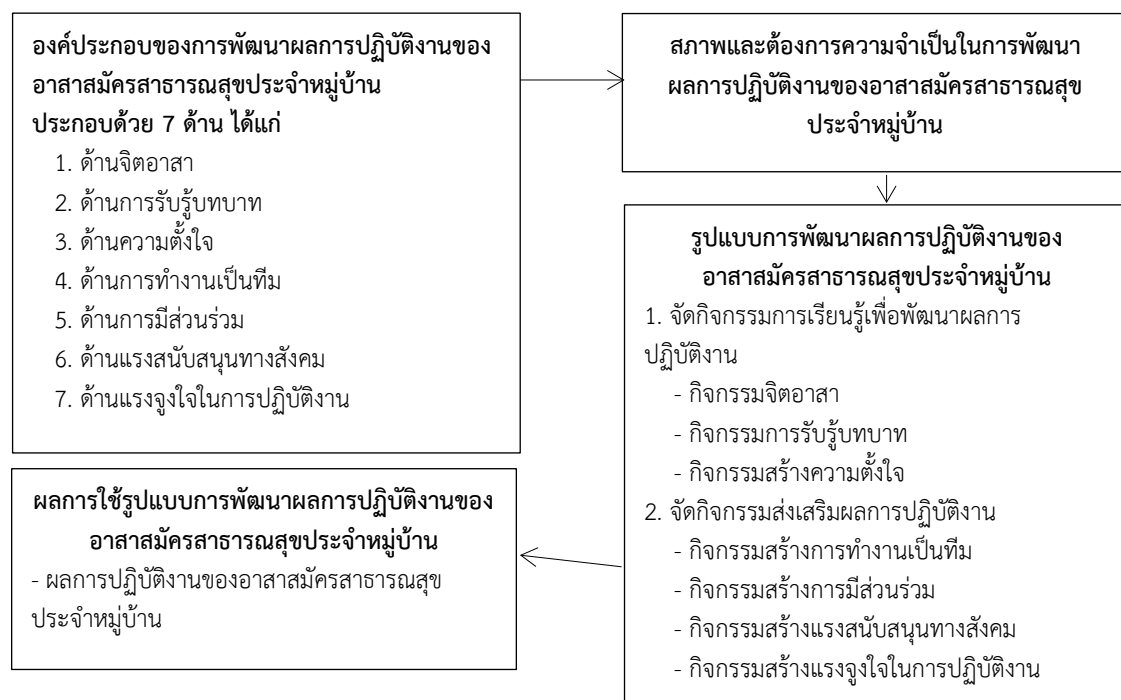 องค์ประกอบของการพัฒนาผลการปฏิบัติงานของ
อาสาสมัครสาธารณสุขประจำหมู่บ้าน
ประกอบด้วย 7 ด้าน ได้แก่
1. ด้านจิตอาสา
2. ด้านการรับรู้บทบาท
3. ด้านความตั้งใจ
4. ด้านการทำงานเป็นทีม
5. ด้านการมีส่วนร่วม
6. ด้านแรงสนับสนุนทางสังคม
7. ด้านแรงจูงใจในการปฏิบัติงาน
สภาพและต้องการความจำเป็นในการพัฒนา
ผลการปฏิบัติงานของอาสาสมัครสาธารณสุข
ประจำหมู่บ้าน
รูปแบบการพัฒนาผลการปฏิบัติงานของ
อาสาสมัครสาธารณสุขประจำหมู่บ้าน
1. จัดกิจกรรมการเรียนรู้เพื่อพัฒนาผลการ
ปฏิบัติงาน
- กิจกรรมจิตอาสา
- กิจกรรมการรับรู้บทบาท
- กิจกรรมสร้างความตั้งใจ
2. จัดกิจกรรมส่งเสริมผลการปฏิบัติงาน
- กิจกรรมสร้างการทำงานเป็นทีม
- กิจกรรมสร้างการมีส่วนร่วม
- กิจกรรมสร้างแรงสนับสนุนทางสังคม
- กิจกรรมสร้างแรงจูงใจในการปฏิบัติงาน
ผลการใช้รูปแบบการพัฒนาผลการปฏิบัติงานของ
อาสาสมัครสาธารณสุขประจำหมู่บ้าน
- ผลการปฏิบัติงานของอาสาสมัครสาธารณสุข
ประจำหมู่บ้าน